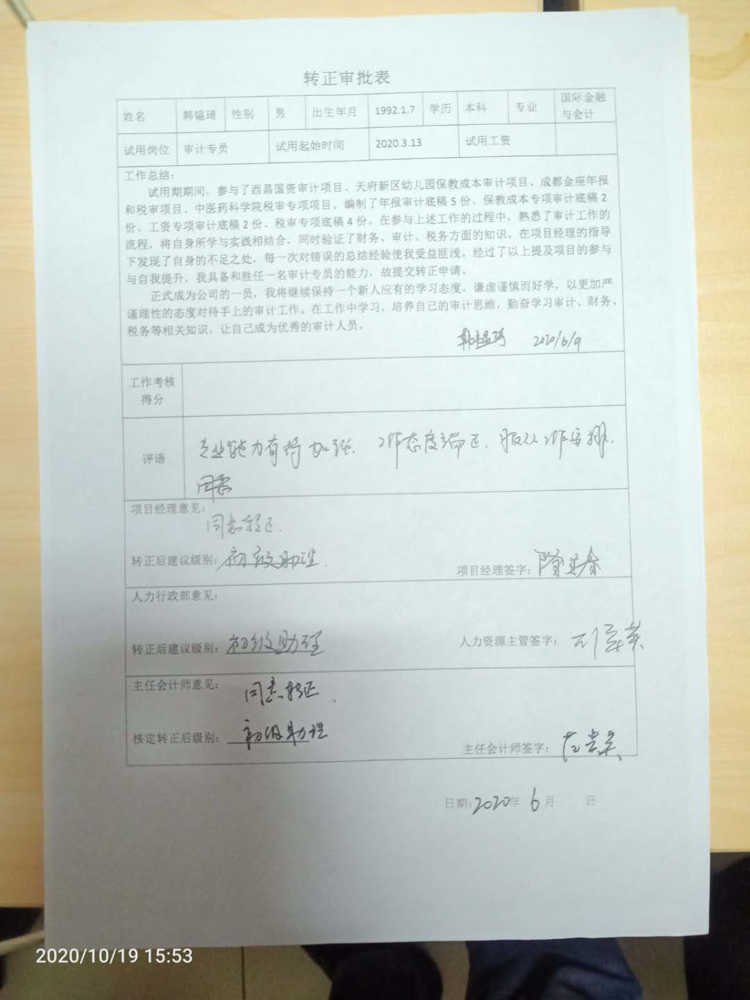 转正审批表
姓名 韩韫琦 性别 男 出生年月 1992.1.7 学历 本科 专业 国际金融与会计
试用岗位 审计专员 试用起始时间 2020.3.13 试用工资
工作总结：
试用期期间，参与了西昌国资审计项目、天府新区幼儿园保教成本审计项目、成都金座年报
和税审项目，中医药科学院税审专项项目。编制了年报审计底稿5份、保教成本专项审计底稿2
份、工资专项审计底稿2份、税审专项底稿4份。在参与上述工作的过程中，熟悉了审计工作的
流程，将自身所学与实践相结合，同时验证了财务、审计、税务方面的知识。在项目经理的指导
下发现了自身的不足之处，每一次对错误的总结经验使我受益匪浅。经过了以上提及项目的参与
与自我提升，我具备和胜任一名审计专员的能力，故提交转正申请。
正式成为公司的一员，我将继续保持一个新人应有的学习态度，谦虚谨慎而好学，以更加严
谨理性的态度对待手上的审计工作。在工作中学习，培养自己的审计思维，勤奋学习审计、财务、
税务等相关知识，让自己成为优秀的审计人员。
韩韫琦 2020/6/9
工作考核
得分
评语
专业能力有待加强、工作态度端正、服从工作安排、
同意
项目经理意见：
同意转正.
转正后建议级别：初级助理.
项目经理签字：
人力行政部意见：
转正后建议级别：初级助理
人力资源主管签字：
主任会计师意见： 同意转正、
核定转正后级别： 初级助理
主任会计师签字：
日期：2020年 6月 日
2020/10/19 15:53